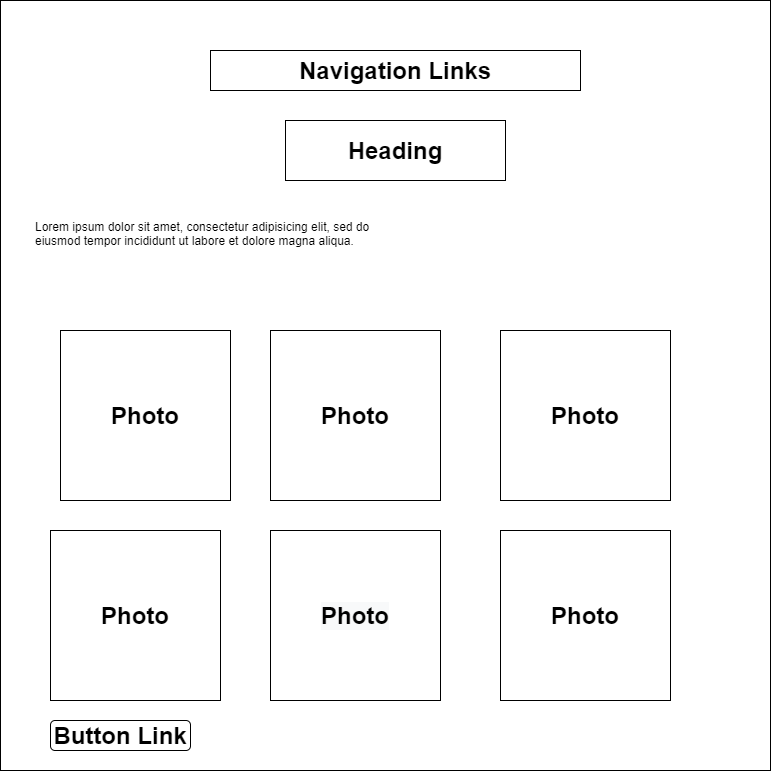 Navigation Links
Heading
Lorem ipsum dolor sit amet, consectetur adipisicing elit, sed do
eiusmod tempor incididunt ut labore et dolore magna aliqua.
Photo
Photo
Photo
Photo
Photo
Photo
Button Link